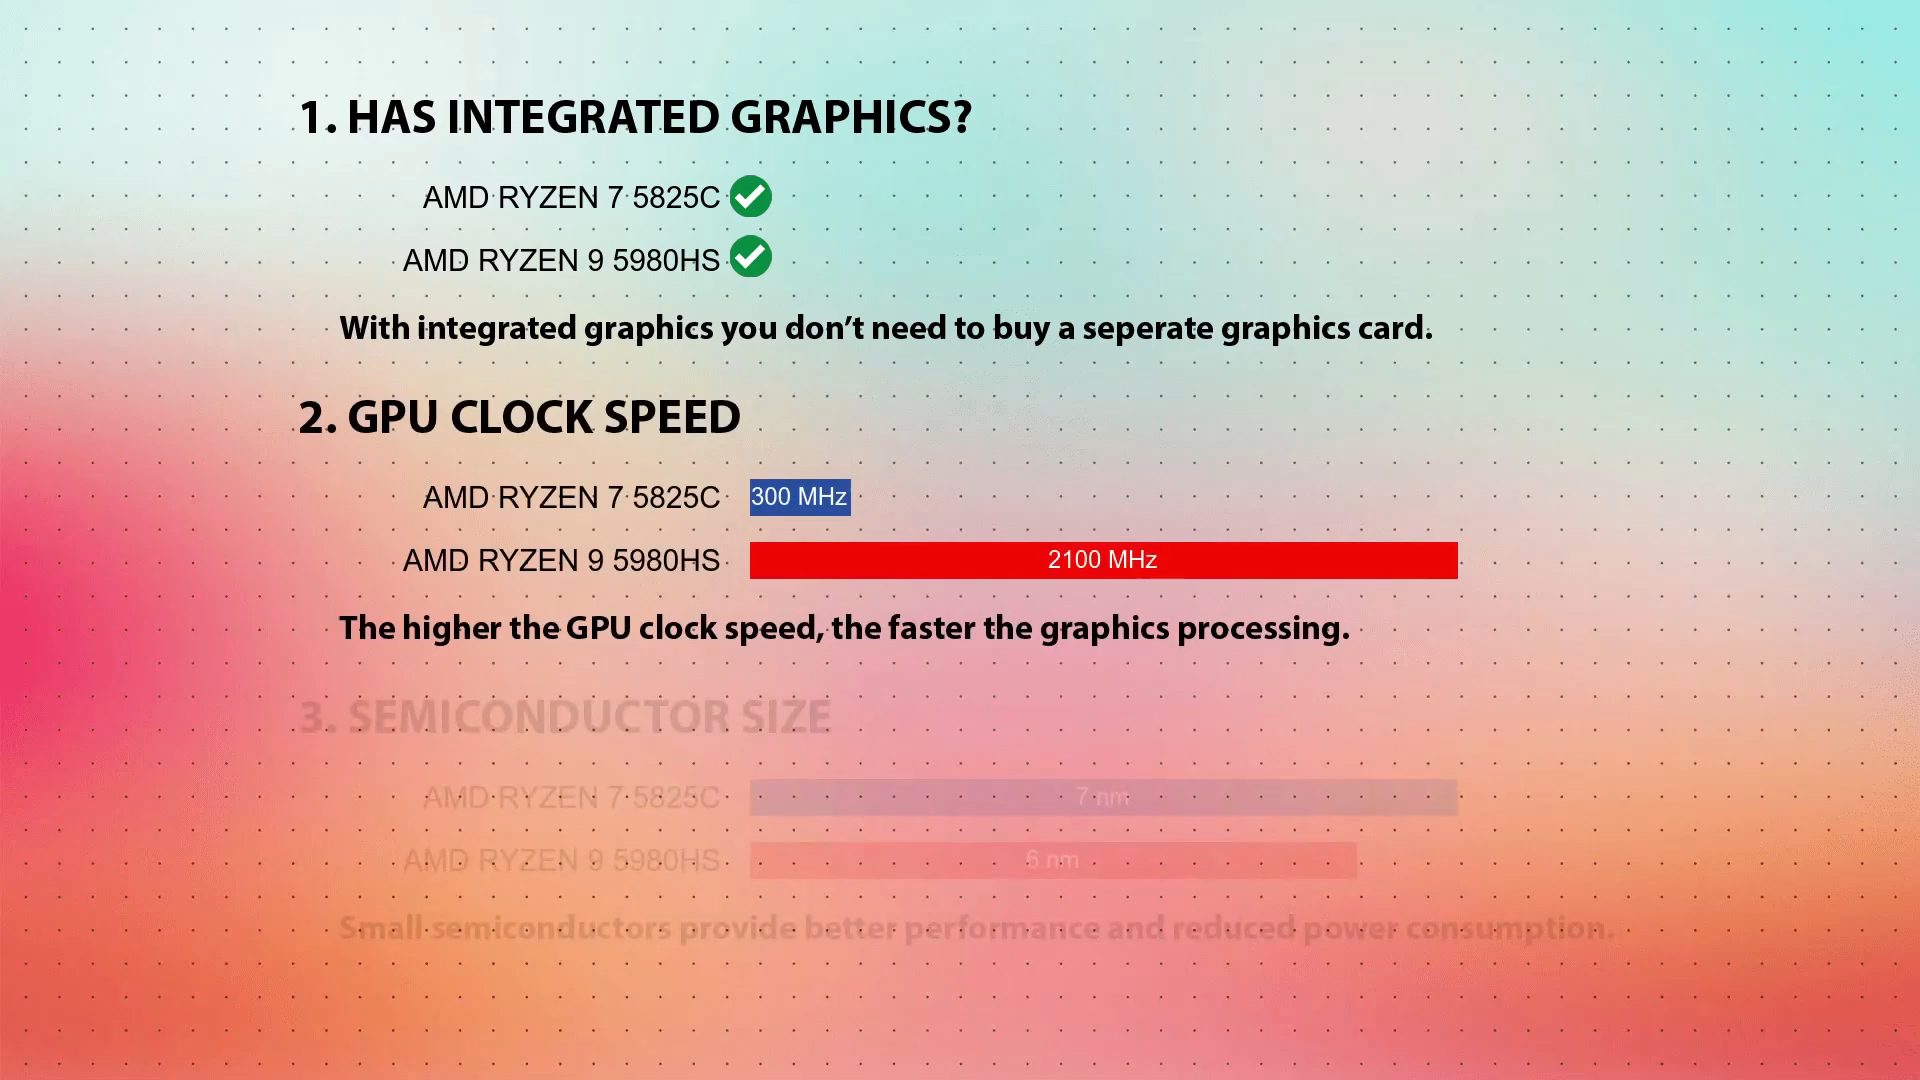 1. HAS INTEGRATED GRAPHICS?
AMD RYZEN 7 5825C
AMD RYZEN 9 5980HS
With integrated graphics you don’t need to buy a seperate graphics card.
2. GPU CLOCK SPEED
AMD RYZEN 7 5825C 300 MHz
AMD RYZEN 9 5980HS 2100 MHz
The higher the GPU clock speed, the faster the graphics processing.
3. SEMICONDUCTOR SIZE
AMD RYZEN 7 5825C 7 nm
AMD RYZEN 9 5980HS 6 nm
Small semiconductors provide better performance and reduced power consumption.